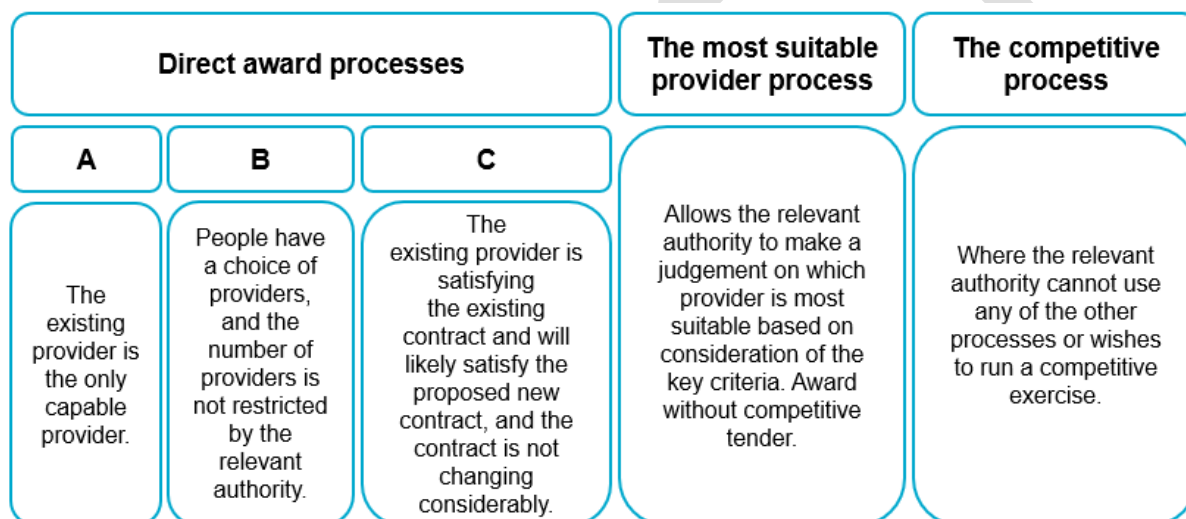 Direct award processes
The most suitable
provider process
The competitive
process
A
B
C
The
existing
provider is
the only
capable
provider.
People have
a choice of
providers,
and the
number of
providers is
not restricted
by the
relevant
authority.
The
existing provider is
satisfying
the existing
contract and will
likely satisfy the
proposed new
contract, and the
contract is not
changing
considerably.
Allows the relevant
authority to make a
judgement on which
provider is most
suitable based on
consideration of the
key criteria. Award
without competitive
tender.
Where the relevant
authority cannot use
any of the other
processes or wishes
to run a competitive
exercise.